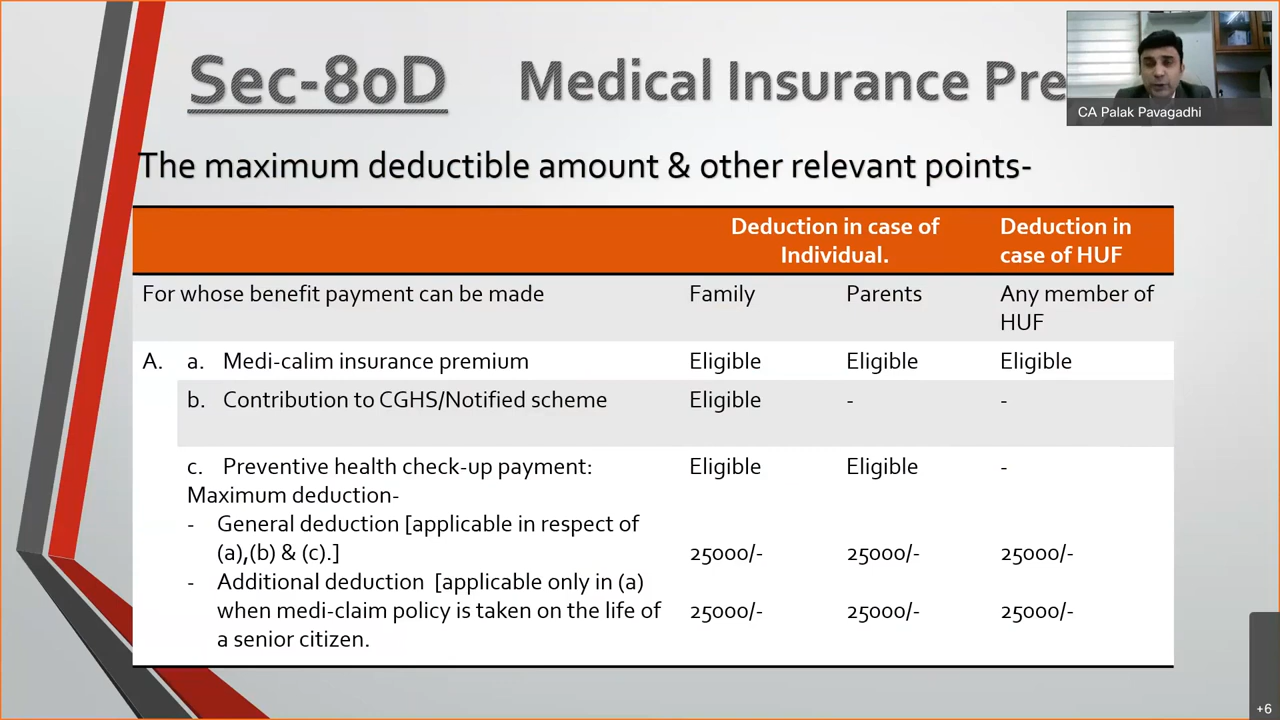 Sec-80D Medical Insurance Pre
CA Palak Pavagadhi
The maximum deductible amount & other relevant points-
Deduction in case of Individual.
Deduction in case of HUF
For whose benefit payment can be made Family Parents Any member of HUF
A. a. Medi-calim insurance premium Eligible Eligible Eligible
b. Contribution to CGHS/Notified scheme Eligible - -
c. Preventive health check-up payment: Eligible Eligible -
Maximum deduction-
- General deduction [applicable in respect of
(a),(b) & (c).] 25000/- 25000/- 25000/-
- Additional deduction [applicable only in (a)
when medi-claim policy is taken on the life of 25000/- 25000/- 25000/-
a senior citizen.
+6